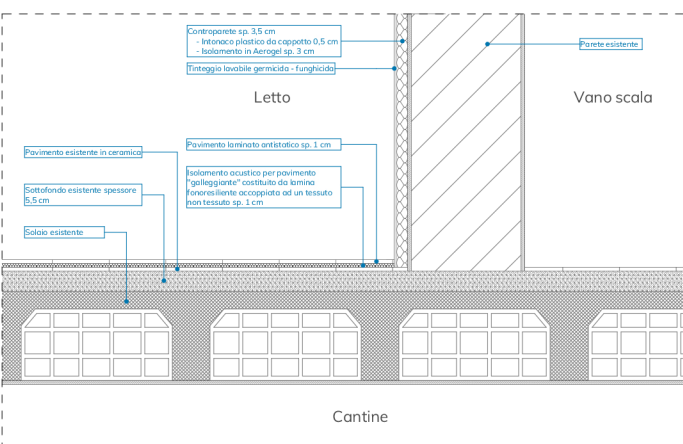 Controparete sp. 3,5 cm
- Intonaco plastico da cappotto 0,5 cm
- Isolamento in Aerogel sp. 3 cm
Parete esistente
Tinteggio lavabile germicida - funghicida
Letto
Vano scala
Pavimento esistente in ceramica
Pavimento laminato antistatico sp. 1 cm
Isolamento acustico per pavimento
"galleggiante" costituito da lamina
fonoresiliente accoppiata ad un tessuto
non tessuto sp. 1 cm
Sottofondo esistente spessore
5,5 cm
Solaio esistente
Cantine